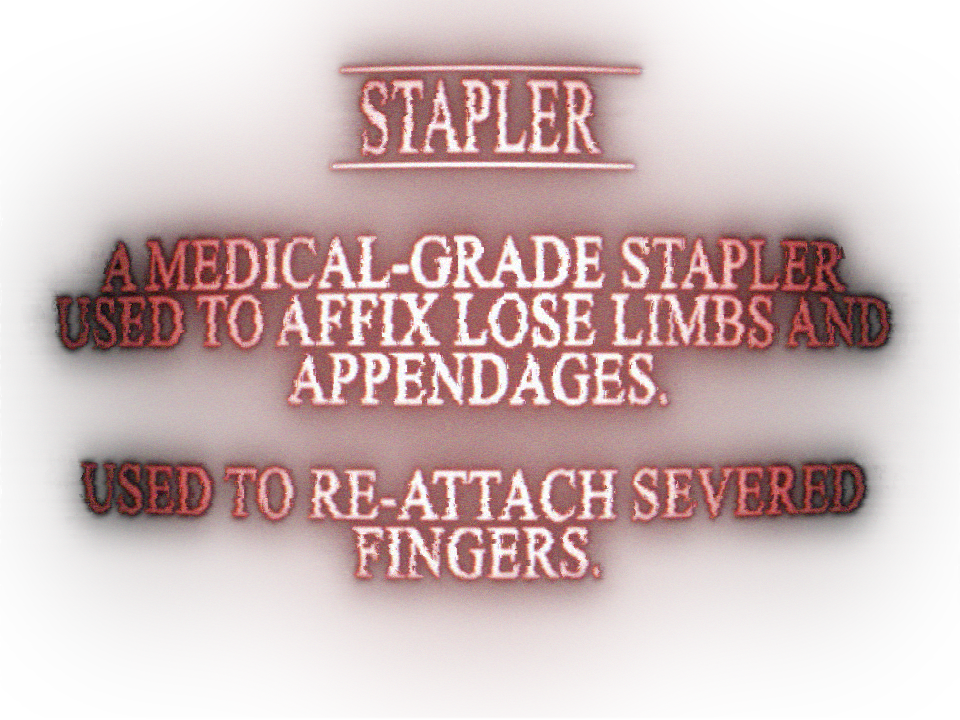 STAPLER
A MEDICAL-GRADE STAPLER
USED TO AFFIX LOSE LIMBS AND
APPENDAGES.
USED TO RE-ATTACH SEVERED
FINGERS.